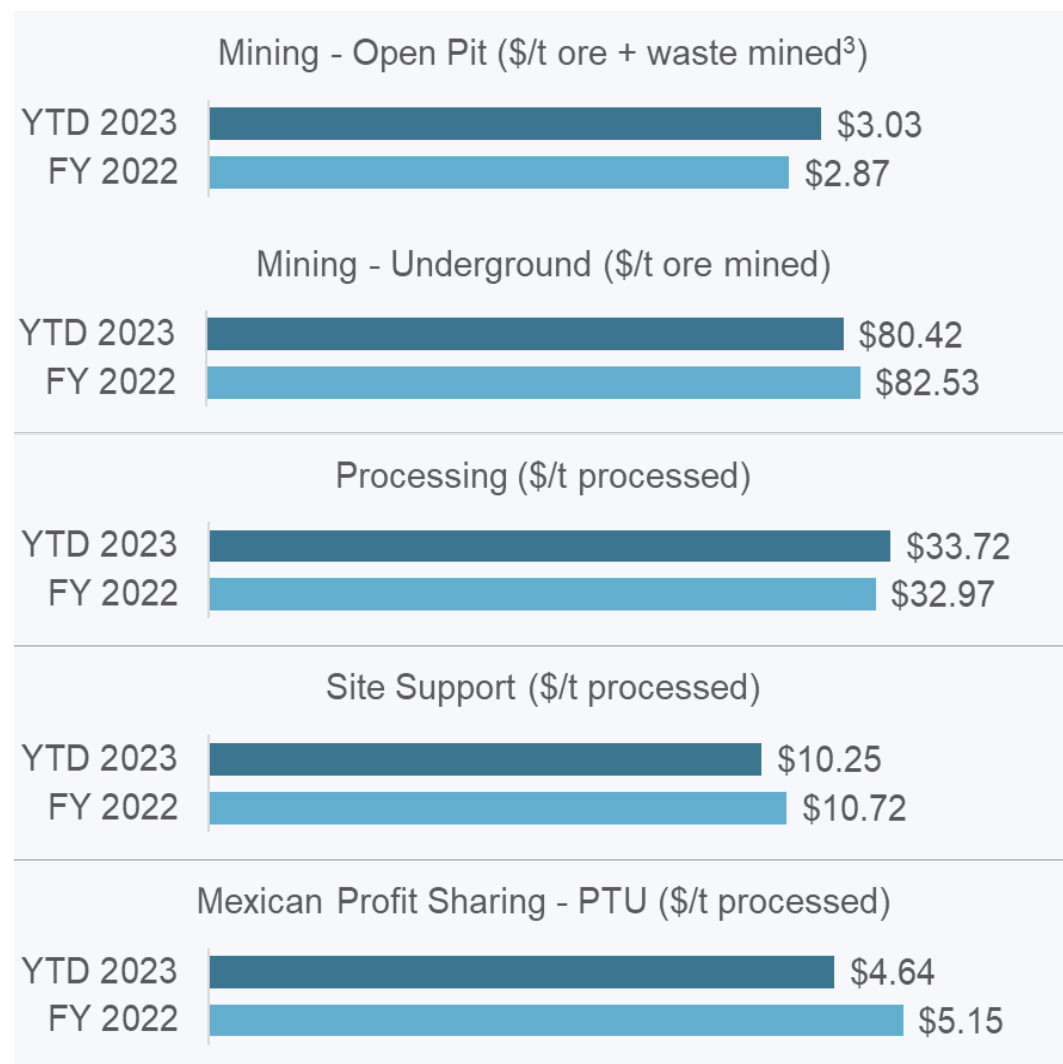 Mining - Open Pit ($/t ore + waste mined³)
YTD 2023 $3.03
FY 2022 $2.87
Mining - Underground ($/t ore mined)
YTD 2023 $80.42
FY 2022 $82.53
Processing ($/t processed)
YTD 2023 $33.72
FY 2022 $32.97
Site Support ($/t processed)
YTD 2023 $10.25
FY 2022 $10.72
Mexican Profit Sharing - PTU ($/t processed)
YTD 2023 $4.64
FY 2022 $5.15